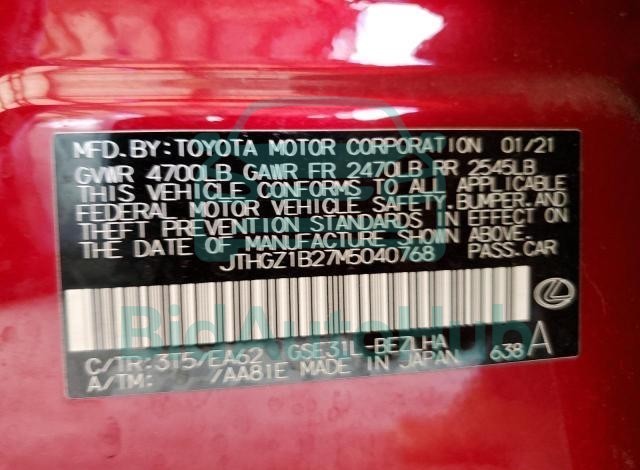 MFD.BY:TOYOTA MOTOR CORPORATION 01/21
GVWR 4700LB GAWR FR 2470LB RR 2545LB
THIS VEHICLE CONFORMS TO ALL APPLICABLE
FEDERAL MOTOR VEHICLE SAFETY,BUMPER,AND
THEFT PREVENTION STANDARDS IN EFFECT ON
THE DATE OF MANUFACTURE SHOWN ABOVE.
JTHGZ1B27M5040768 PASS.CAR
BidAutoHub
C/TR:3T5/EA62 GSE31L-BEZLHA 638 A
A/TM: /AA81E MADE IN JAPAN